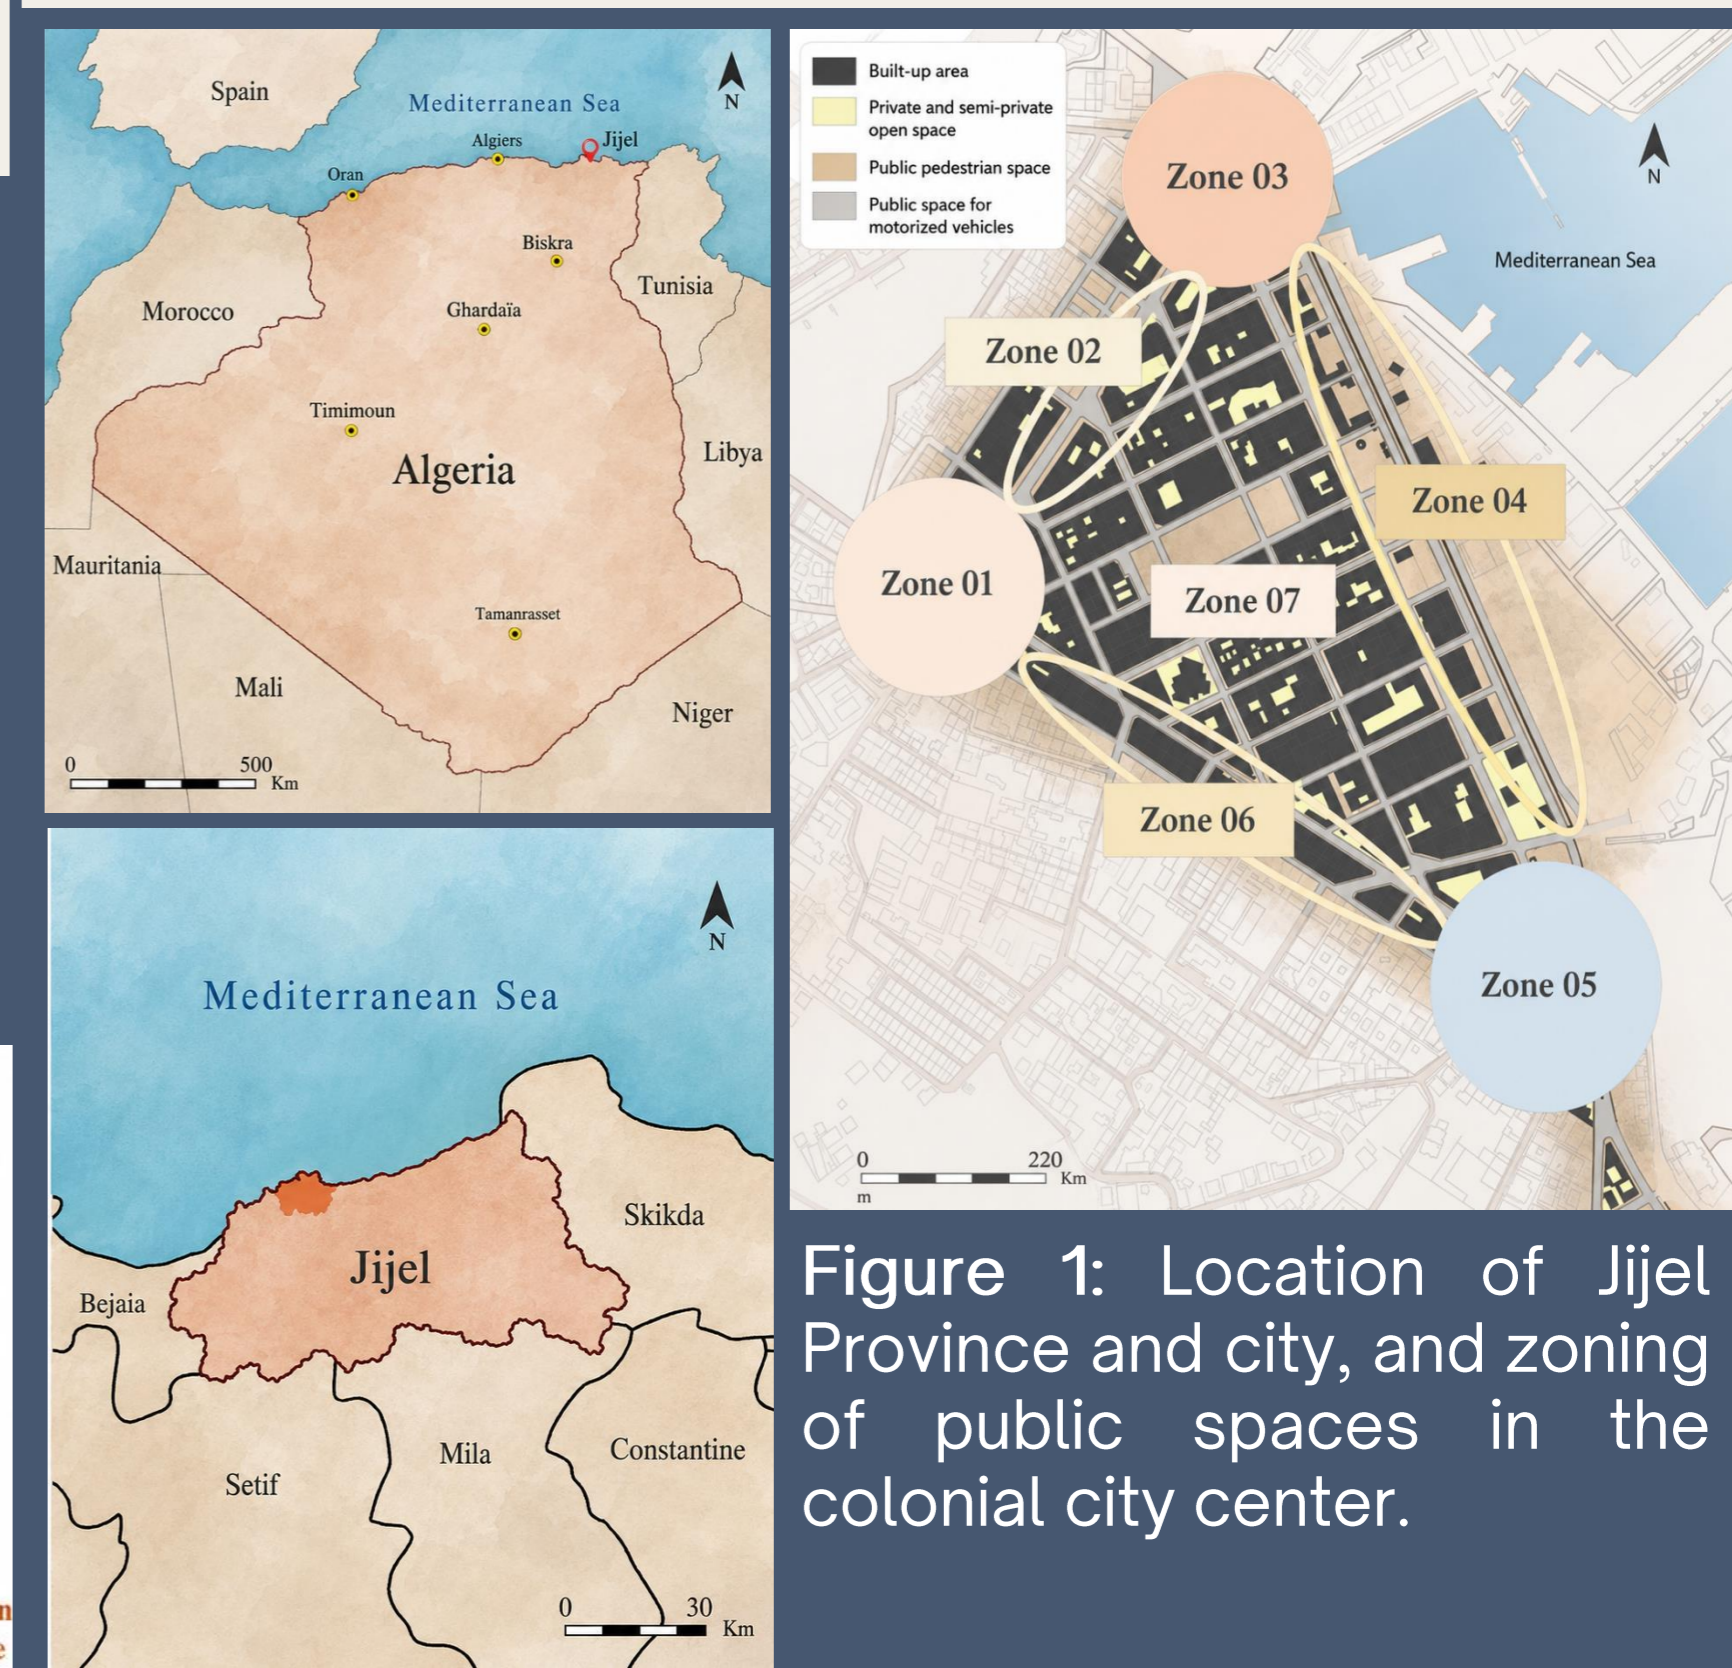 Spain
Mediterranean Sea
N
Algiers
Jijel
Oran
Biskra
Tunisia
Morocco
Ghardaïa
Timimoun
Algeria
Libya
Mauritania
Tamanrasset
Mali
Niger
0 500
Km
N
Mediterranean Sea
Skikda
Jijel
Bejaia
Mila
Constantine
Setif
0 30
Km
Built-up area
Private and semi-private
open space
Public pedestrian space
Public space for
motorized vehicles
Zone 03
N
Mediterranean Sea
Zone 02
Zone 04
Zone 01
Zone 07
Zone 06
Zone 05
0 220
Km
m
Figure 1: Location of Jijel
Province and city, and zoning
of public spaces in the
colonial city center.
n
e